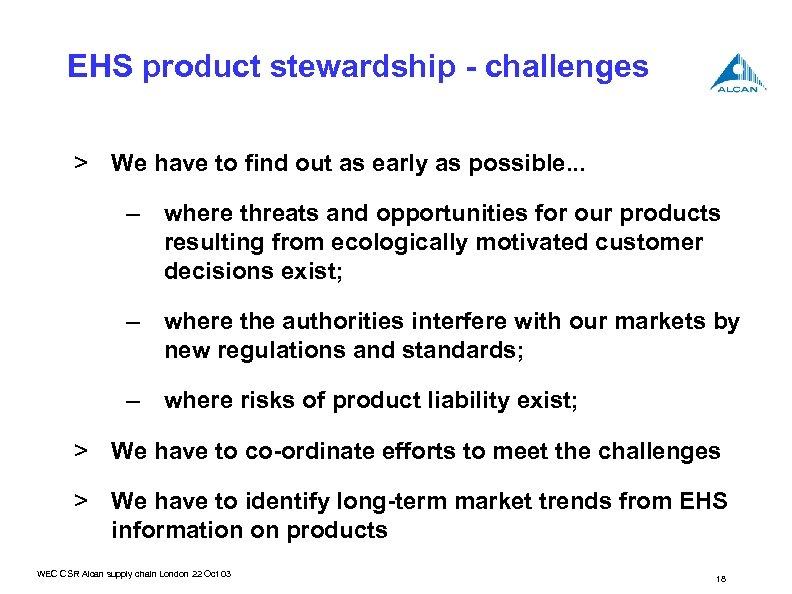 EHS product stewardship - challenges
ALCAN
> We have to find out as early as possible...
– where threats and opportunities for our products
resulting from ecologically motivated customer
decisions exist;
– where the authorities interfere with our markets by
new regulations and standards;
– where risks of product liability exist;
> We have to co-ordinate efforts to meet the challenges
> We have to identify long-term market trends from EHS
information on products
WEC CSR Alcan supply chain London 22 Oct 03
18